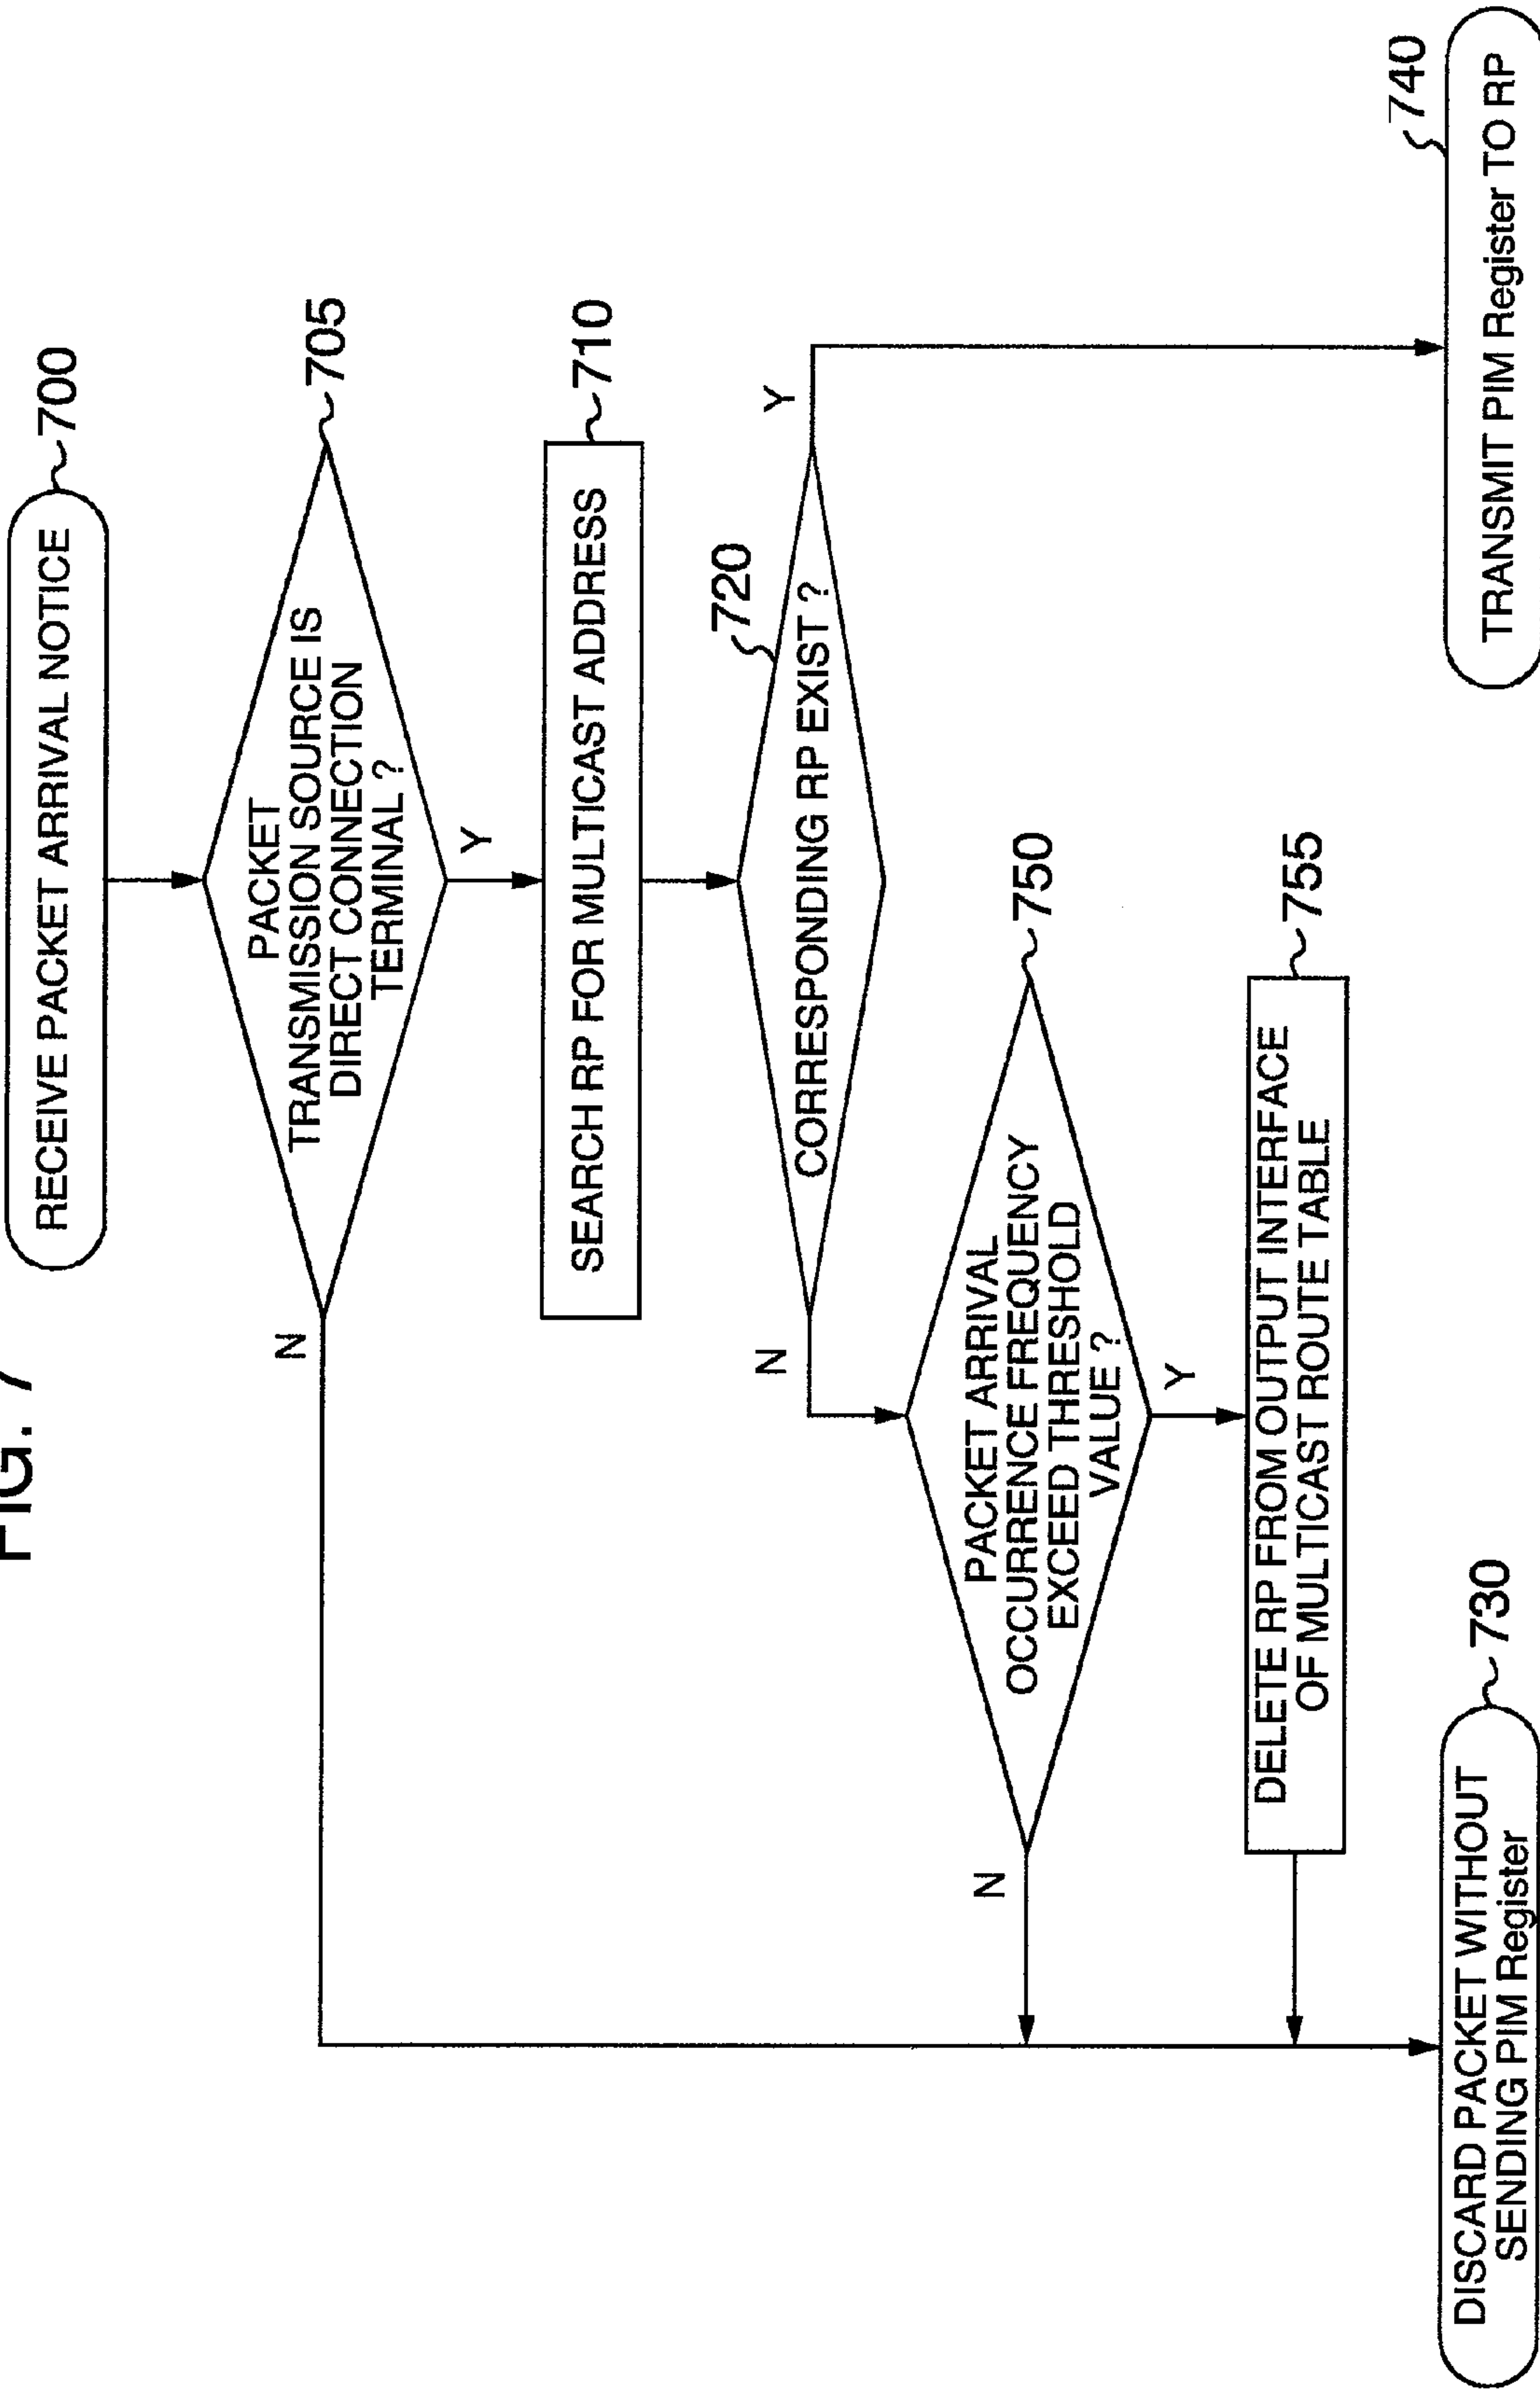 FIG. 7
RECEIVE PACKET ARRIVAL NOTICE
700
PACKET
TRANSMISSION SOURCE IS
DIRECT CONNECTION
TERMINAL ?
705
N
Y
SEARCH RP FOR MULTICAST ADDRESS
710
CORRESPONDING RP EXIST ?
720
N
Y
PACKET ARRIVAL
OCCURRENCE FREQUENCY
EXCEED THRESHOLD
VALUE ?
750
N
Y
DELETE RP FROM OUTPUT INTERFACE
OF MULTICAST ROUTE TABLE
755
DISCARD PACKET WITHOUT
SENDING PIM Register
730
TRANSMIT PIM Register TO RP
740